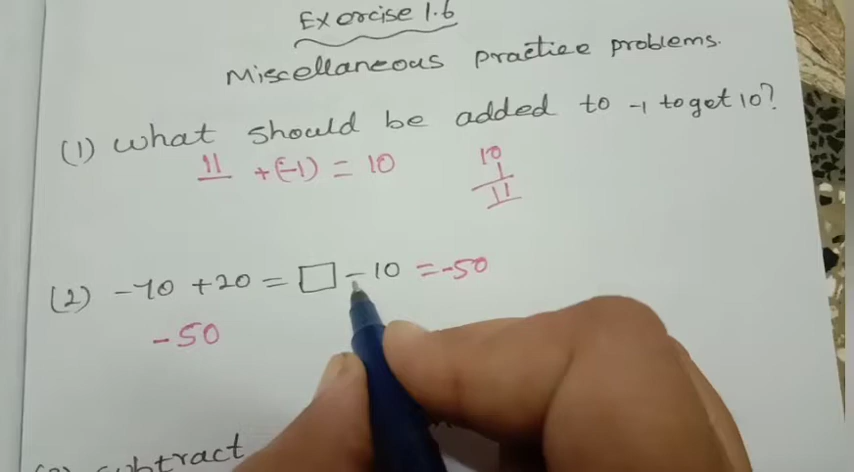 Exercise 1.6
Miscellaneous practice problems.
(1) What should be added to -1 to get 10?
11 + (-1) = 10
10
1
11
(2) -70 +20 = □ -10 = -50
-50
subtract